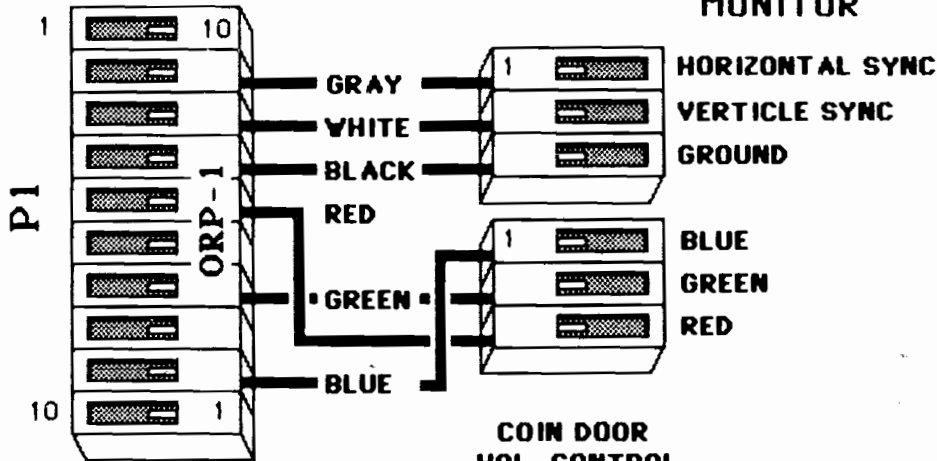 MONITOR
1 10
P1
ORP-1
10 1
GRAY
WHITE
BLACK
RED
GREEN
BLUE
1 HORIZONTAL SYNC
VERTICLE SYNC
GROUND
1 BLUE
GREEN
RED
COIN DOOR
VOL. CONTROL